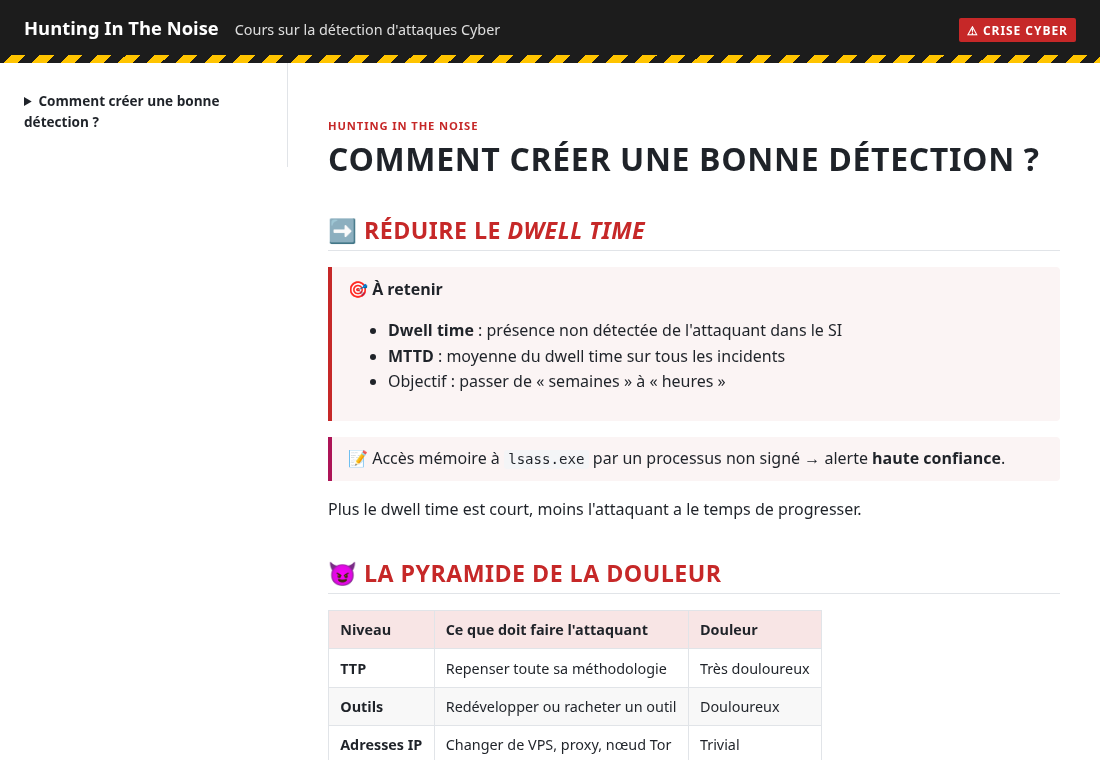 Hunting In The Noise Cours sur la détection d'attaques Cyber
⚠ CRISE CYBER
▶ Comment créer une bonne
détection ?
HUNTING IN THE NOISE
COMMENT CRÉER UNE BONNE DÉTECTION ?
➡️ RÉDUIRE LE DWELL TIME
🎯 À retenir
• Dwell time : présence non détectée de l'attaquant dans le SI
• MTTD : moyenne du dwell time sur tous les incidents
• Objectif : passer de « semaines » à « heures »
📝 Accès mémoire à lsass.exe par un processus non signé → alerte haute confiance.
Plus le dwell time est court, moins l'attaquant a le temps de progresser.
😈 LA PYRAMIDE DE LA DOULEUR
Niveau Ce que doit faire l'attaquant Douleur
TTP Repenser toute sa méthodologie Très douloureux
Outils Redévelopper ou racheter un outil Douloureux
Adresses IP Changer de VPS, proxy, nœud Tor Trivial